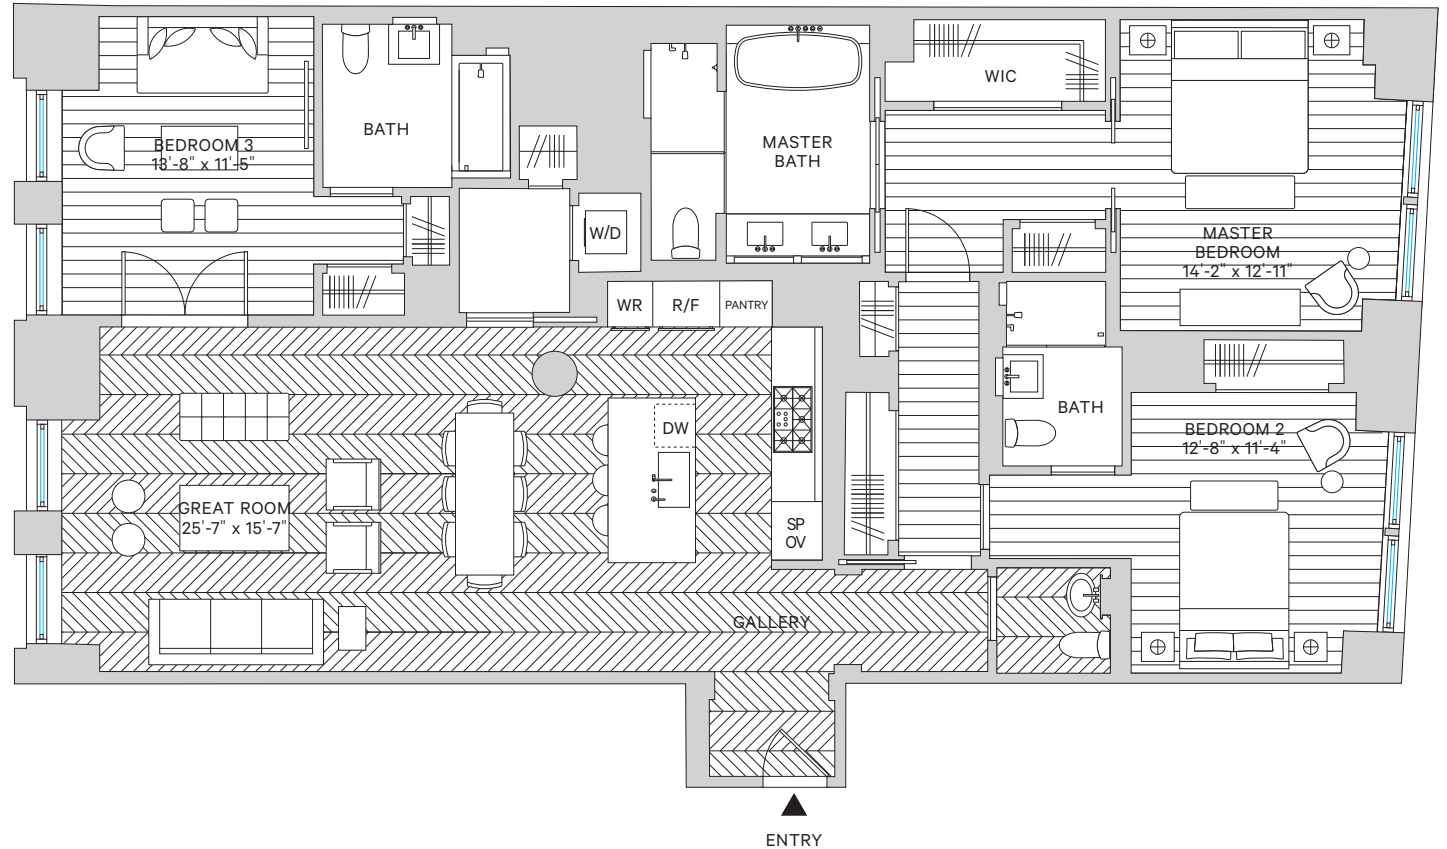 BATH
WIC
MASTER
BATH
BEDROOM 3
13'-8" x 11'-5"
W/D
MASTER
BEDROOM
14'-2" x 12'-11"
WR
R/F
PANTRY
DW
BATH
BEDROOM 2
12'-8" x 11'-4"
GREAT ROOM
25'-7" x 15'-7"
SP
OV
GALLERY
ENTRY